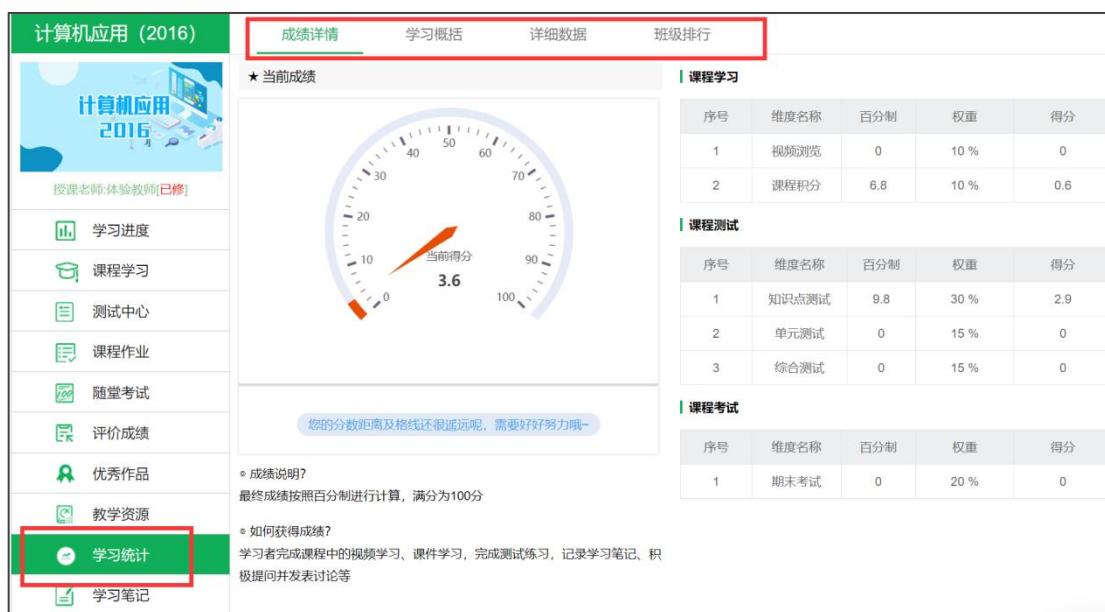 计算机应用（2016）
计算机应用
2016
授课老师:体验教师[已修]
学习进度
课程学习
测试中心
课程作业
随堂考试
100
评价成绩
优秀作品
教学资源
学习统计
学习笔记
成绩详情 学习概括 详细数据 班级排行
★ 当前成绩
0 10 20 30 40 50 60 70 80 90 100
当前得分
3.6
您的分数距离及格线还很遥远呢，需要好好努力哦~
成绩说明?
最终成绩按照百分制进行计算，满分为100分
如何获得成绩?
学习者完成课程中的视频学习、课件学习，完成测试练习，记录学习笔记、积
极提问并发表讨论等
课程学习
序号 维度名称 百分制 权重 得分
1 视频浏览 0 10 % 0
2 课程积分 6.8 10 % 0.6
课程测试
序号 维度名称 百分制 权重 得分
1 知识点测试 9.8 30 % 2.9
2 单元测试 0 15 % 0
3 综合测试 0 15 % 0
课程考试
序号 维度名称 百分制 权重 得分
1 期末考试 0 20 % 0